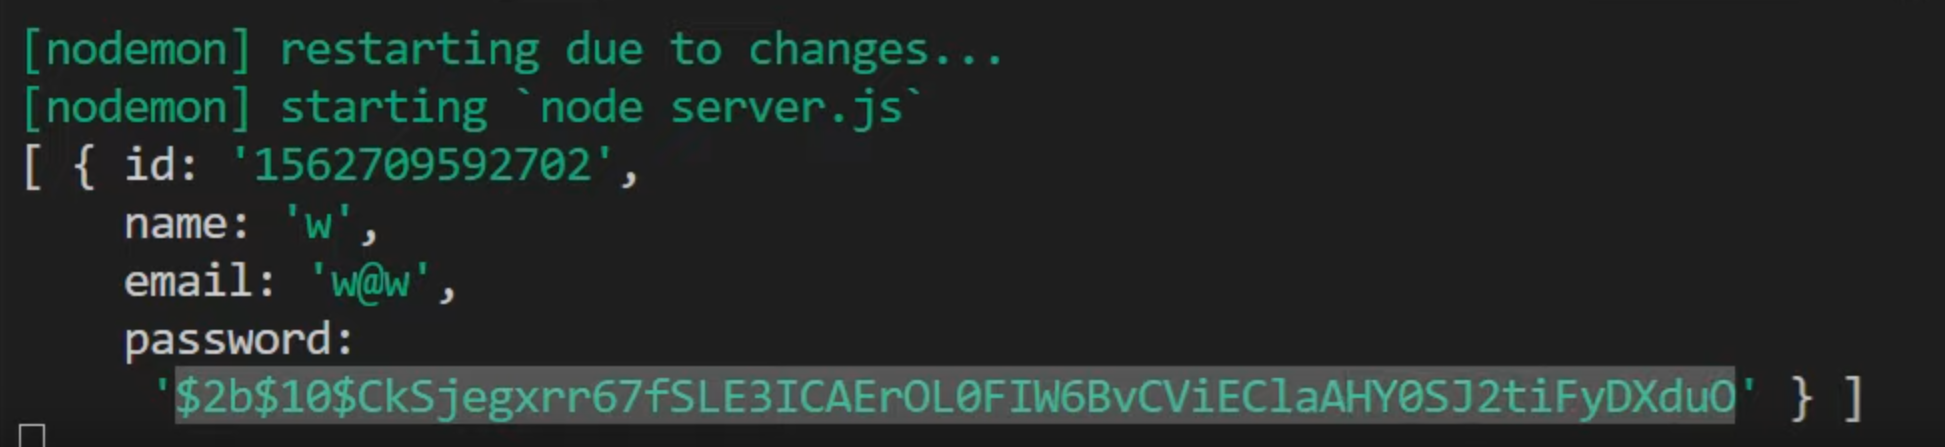 [nodemon] restarting due to changes...
[nodemon] starting `node server.js`
[ { id: '1562709592702',
name: 'w',
email: 'w@w',
password:
'$2b$10$CkSjegxrr67fSLE3ICAErOL0FIW6BvCViEClaAHY0SJ2tiFyDXduO' } ]